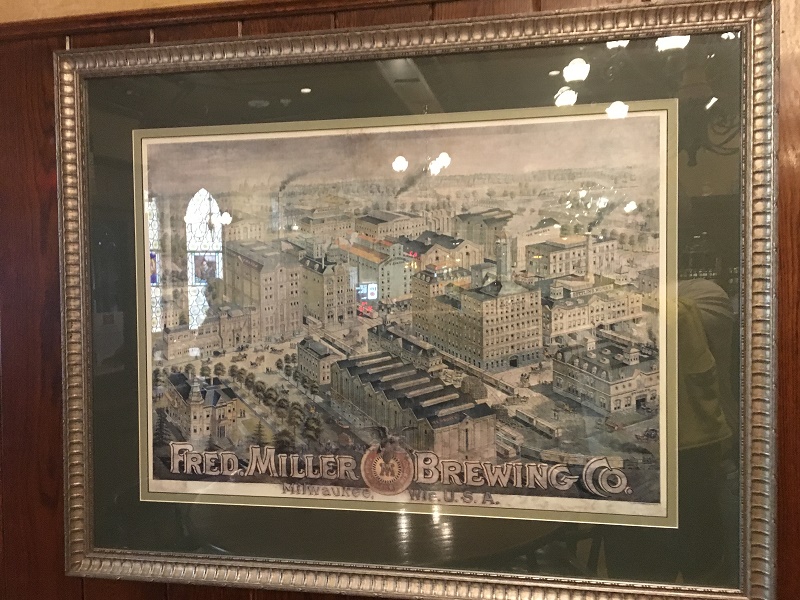 FRED. MILLER M BREWING CO.
Milwaukee, Wis. U.S.A.